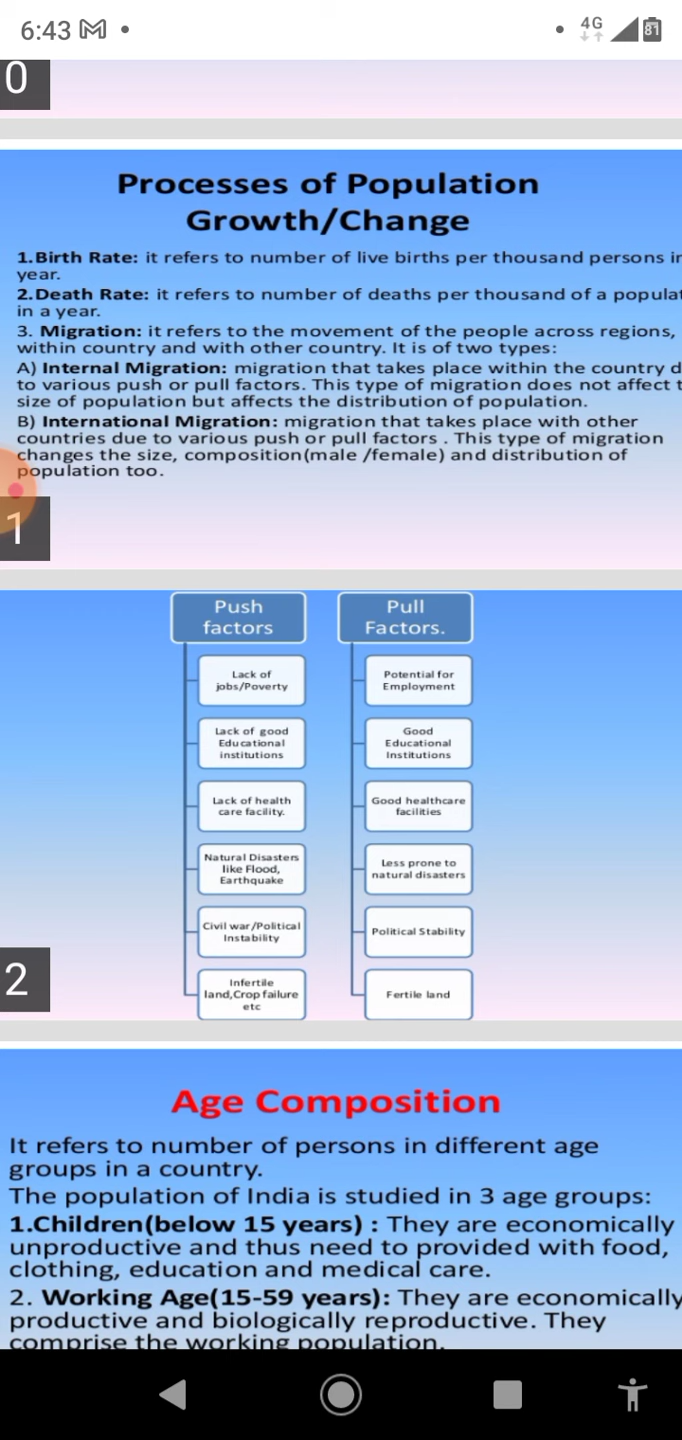 6:43
4G
81
0
Processes of Population
Growth/Change
1.Birth Rate: it refers to number of live births per thousand persons in
year.
2.Death Rate: it refers to number of deaths per thousand of a populat
in a year.
3. Migration: it refers to the movement of the people across regions,
within country and with other country. It is of two types:
A) Internal Migration: migration that takes place within the country d
to various push or pull factors. This type of migration does not affect t
size of population but affects the distribution of population.
B) International Migration: migration that takes place with other
countries due to various push or pull factors . This type of migration
changes the size, composition(male /female) and distribution of
population too.
1
Push
factors
Lack of
jobs/Poverty
Lack of good
Educational
institutions
Lack of health
care facility.
Natural Disasters
like Flood,
Earthquake
Civil war/Political
Instability
Infertile
land,Crop failure
etc
Pull
Factors.
Potential for
Employment
Good
Educational
Institutions
Good healthcare
facilities
Less prone to
natural disasters
Political Stability
Fertile land
2
Age Composition
It refers to number of persons in different age
groups in a country.
The population of India is studied in 3 age groups:
1.Children(below 15 years) : They are economically
unproductive and thus need to provided with food,
clothing, education and medical care.
2. Working Age(15-59 years): They are economically
productive and biologically reproductive. They
comprise the working population.